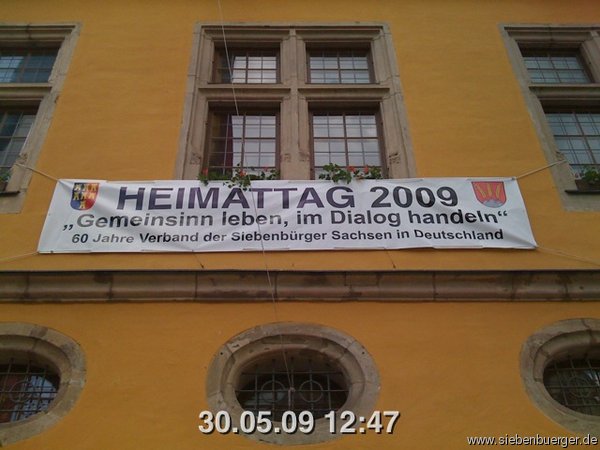 HEIMATTAG 2009
„Gemeinsinn leben, im Dialog handeln“
60 Jahre Verband der Siebenbürger Sachsen in Deutschland
30.05.09 12:47
www.siebenbuerger.de